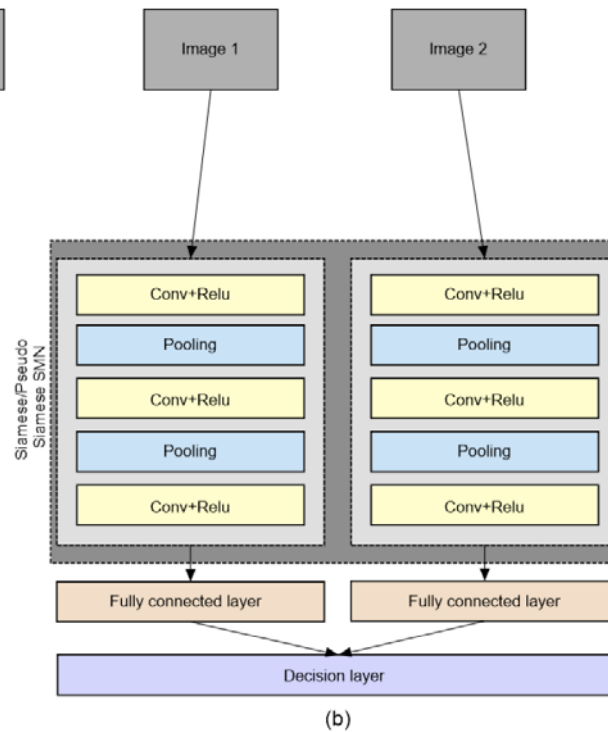 Image 1
Image 2
Siamese/Pseudo
Siamese SMN
Conv+Relu
Conv+Relu
Pooling
Pooling
Conv+Relu
Conv+Relu
Pooling
Pooling
Conv+Relu
Conv+Relu
Fully connected layer
Fully connected layer
Decision layer
(b)